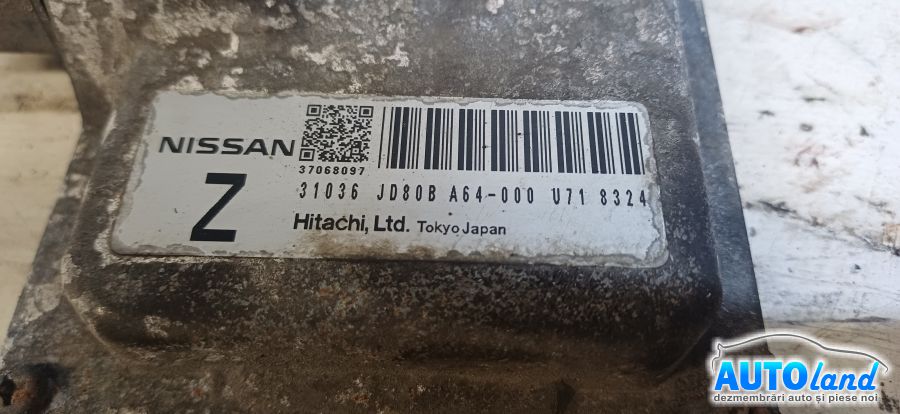 NISSAN
37068097
Z
31036 JD80B A64-000 U71 8324
Hitachi, Ltd. Tokyo Japan
AUTOland
dezmembrări auto și piese noi